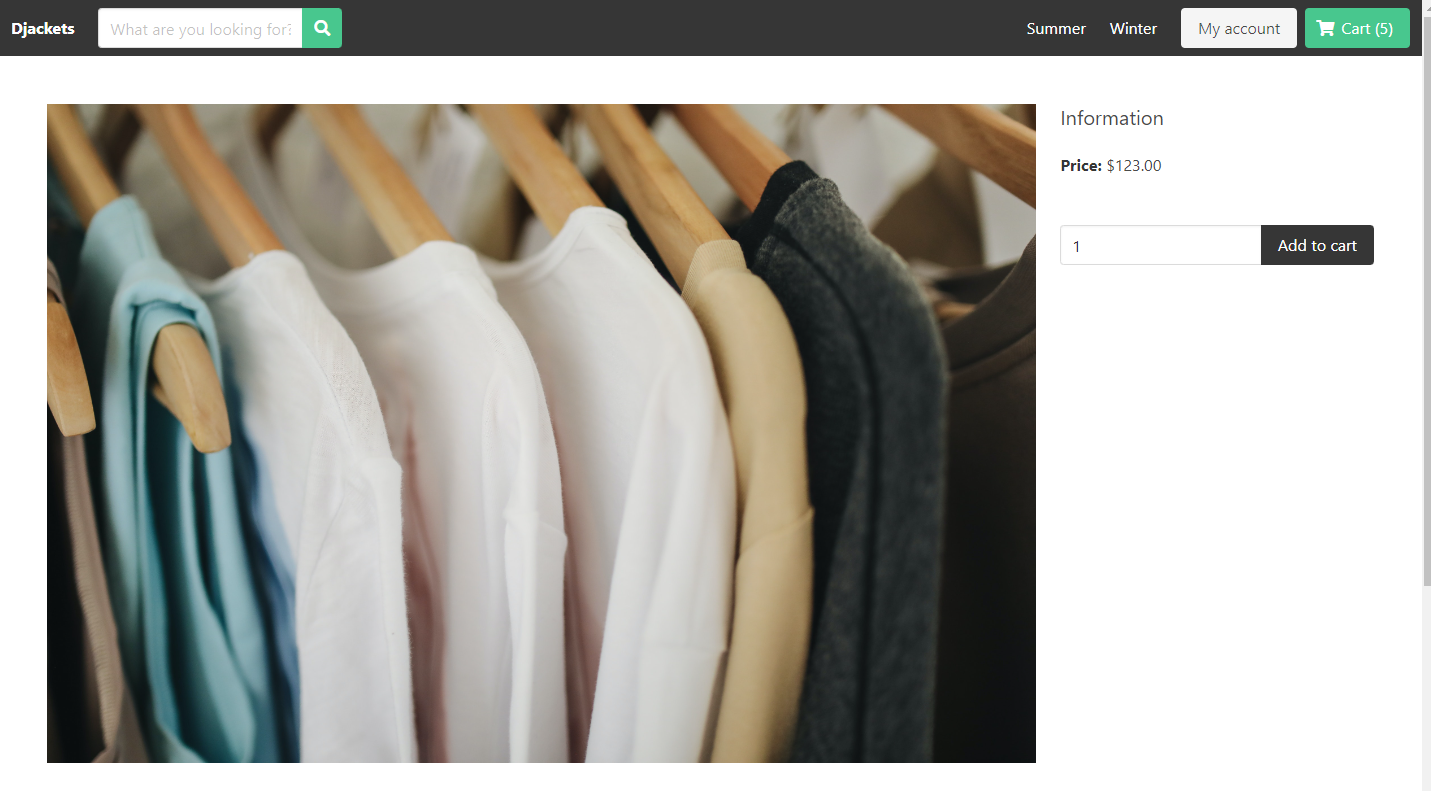 Djackets
What are you looking for?
Summer
Winter
My account
Cart (5)
Information
Price: $123.00
1
Add to cart